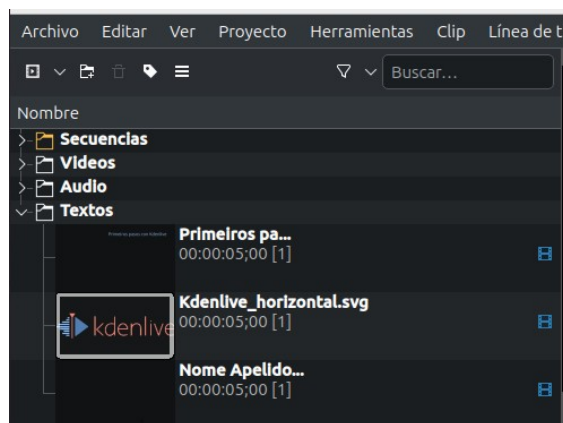 Archivo Editar Ver Proyecto Herramientas Clip Línea de t
Buscar...
Nombre
Secuencias
Videos
Audio
Textos
Primeiros pa...
00:00:05;00 [1]
Kdenlive_horizontal.svg
kdenlive
00:00:05;00 [1]
Nome Apelido...
00:00:05;00 [1]